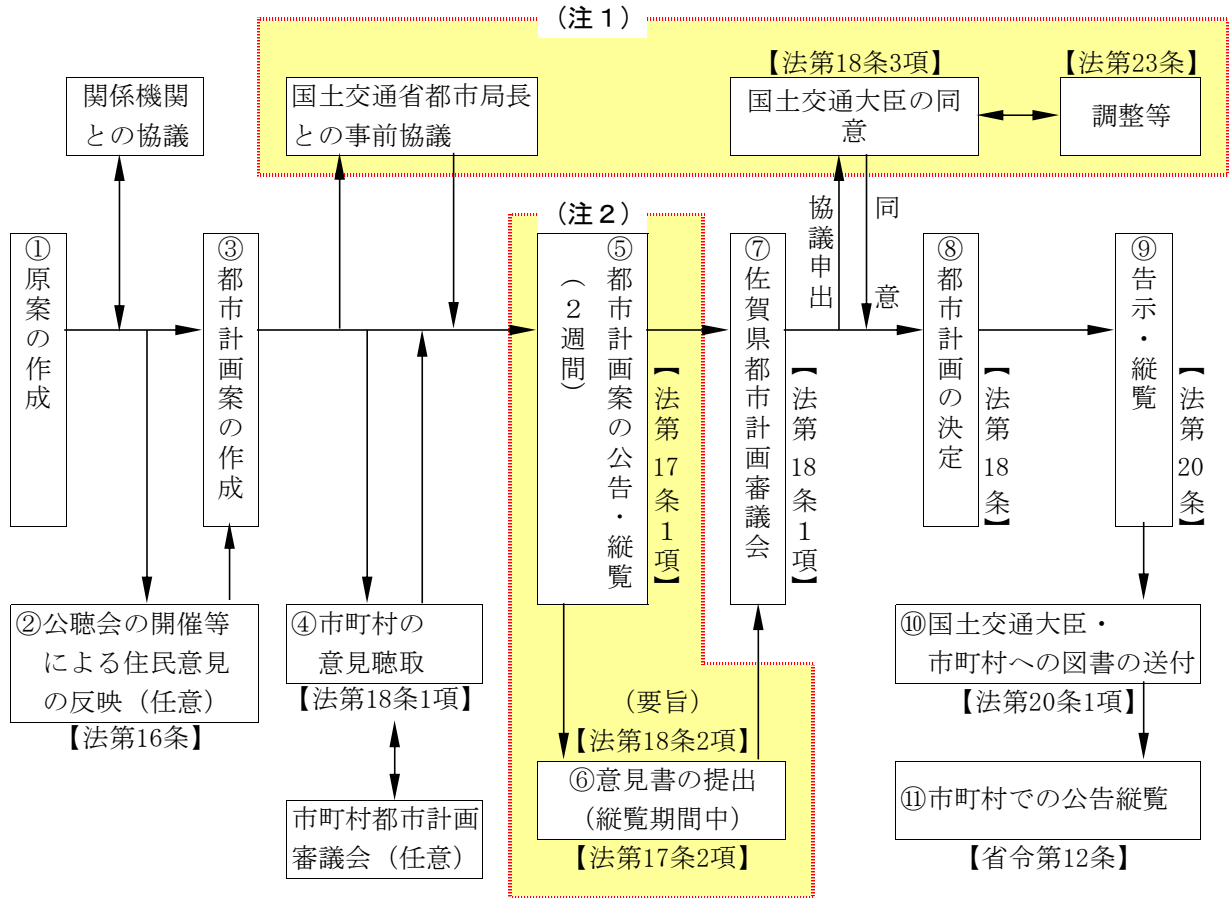 （注１）
【法第18条3項】
【法第23条】
関係機関
との協議
国土交通省都市局長
との事前協議
国土交通大臣の同
意
調整等
（注２）
協議申出
同意
①原案の作成
③都市計画案の作成
⑤都市計画案の公告・縦覧
（２週間）
【法第17条1項】
⑦佐賀県都市計画審議会
【法第18条1項】
⑧都市計画の決定
【法第18条】
⑨告示・縦覧
【法第20条】
②公聴会の開催等
による住民意見
の反映（任意）
【法第16条】
④市町村の
意見聴取
【法第18条1項】
市町村都市計画
審議会（任意）
（要旨）
【法第18条2項】
⑥意見書の提出
（縦覧期間中）
【法第17条2項】
⑩国土交通大臣・
市町村への図書の送付
【法第20条1項】
⑪市町村での公告縦覧
【省令第12条】